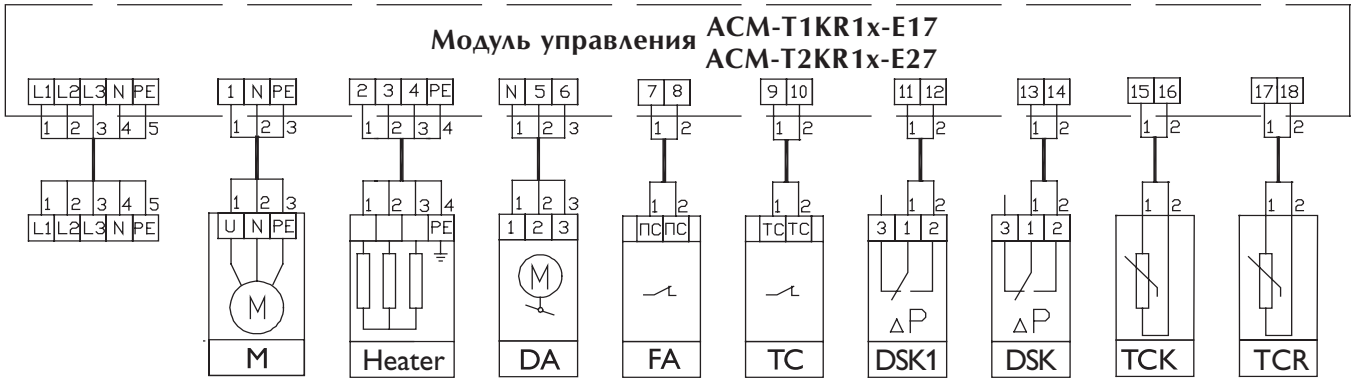 Модуль управления ACM-T1KR1x-E17
ACM-T2KR1x-E27
L1 L2 L3 N PE 1 N PE 2 3 4 PE N 5 6 7 8 9 10 11 12 13 14 15 16 17 18
1 2 3 4 5 1 2 3 1 2 3 4 1 2 3 1 2 1 2 1 2 1 2 1 2 1 2
1 2 3 4 5 1 2 3 1 2 3 4 1 2 3 1 2 1 2 1 2 1 2 1 2 1 2
L1 L2 L3 N PE U N PE PE 1 2 3 ПС ПС ТС ТС 3 1 2 3 1 2
M M
ΔP ΔP
M Heater DA FA TC DSK1 DSK TCK TCR